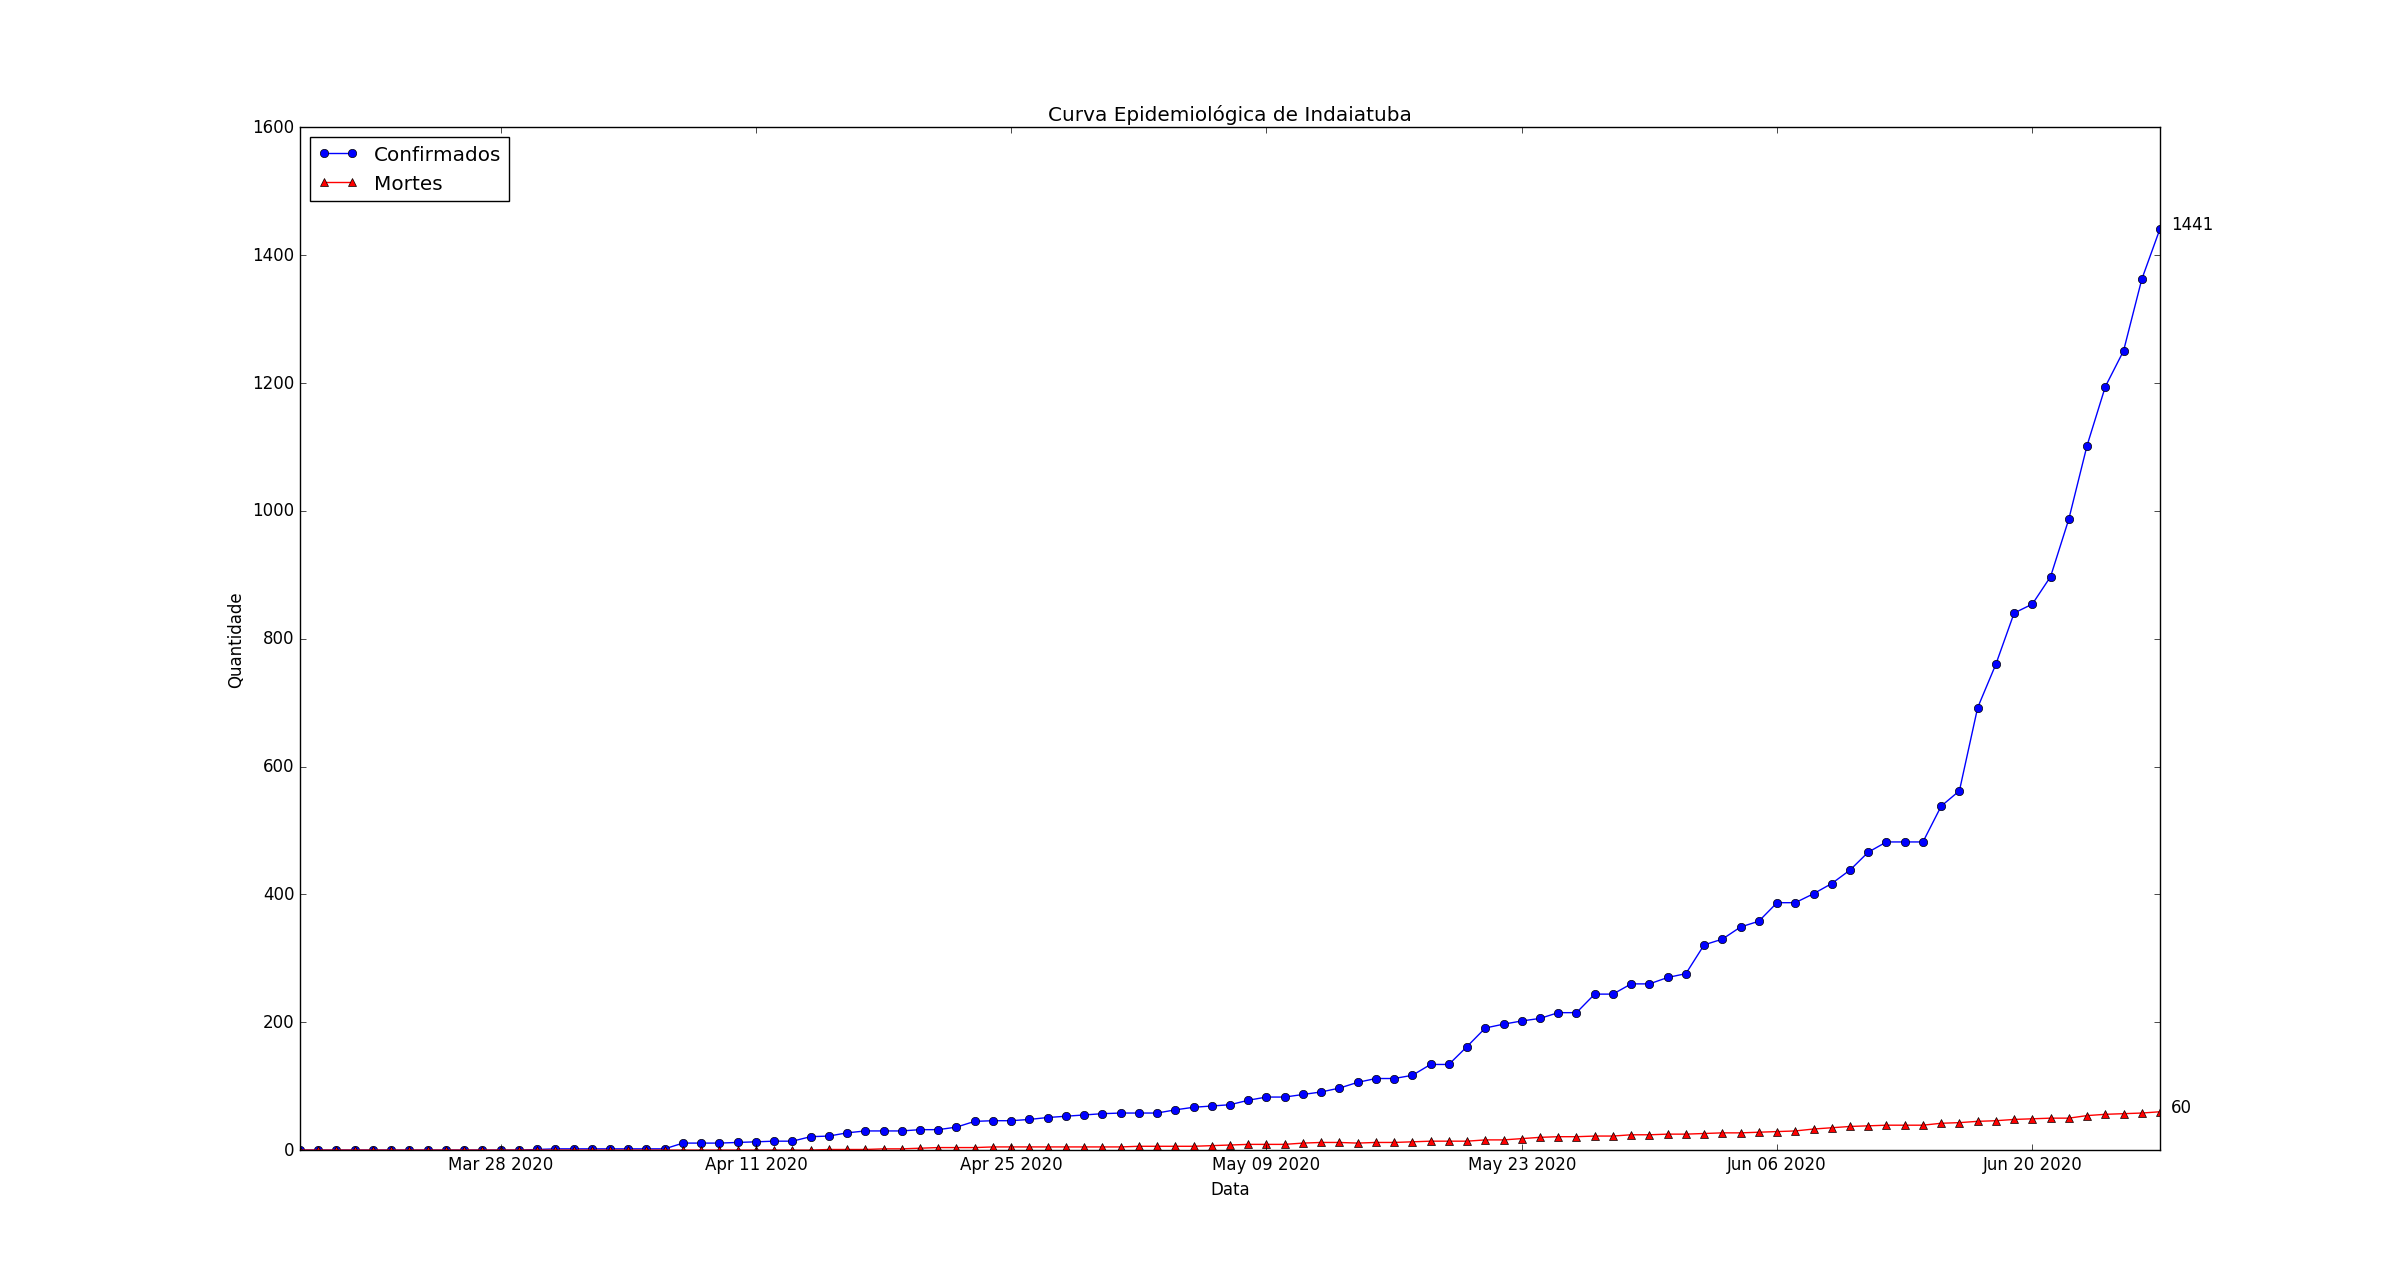 Curva Epidemiológica de Indaiatuba
1600
1400
1200
1000
800
600
400
200
0
Quantidade
Confirmados
Mortes
1441
60
Mar 28 2020
Apr 11 2020
Apr 25 2020
May 09 2020
May 23 2020
Jun 06 2020
Jun 20 2020
Data